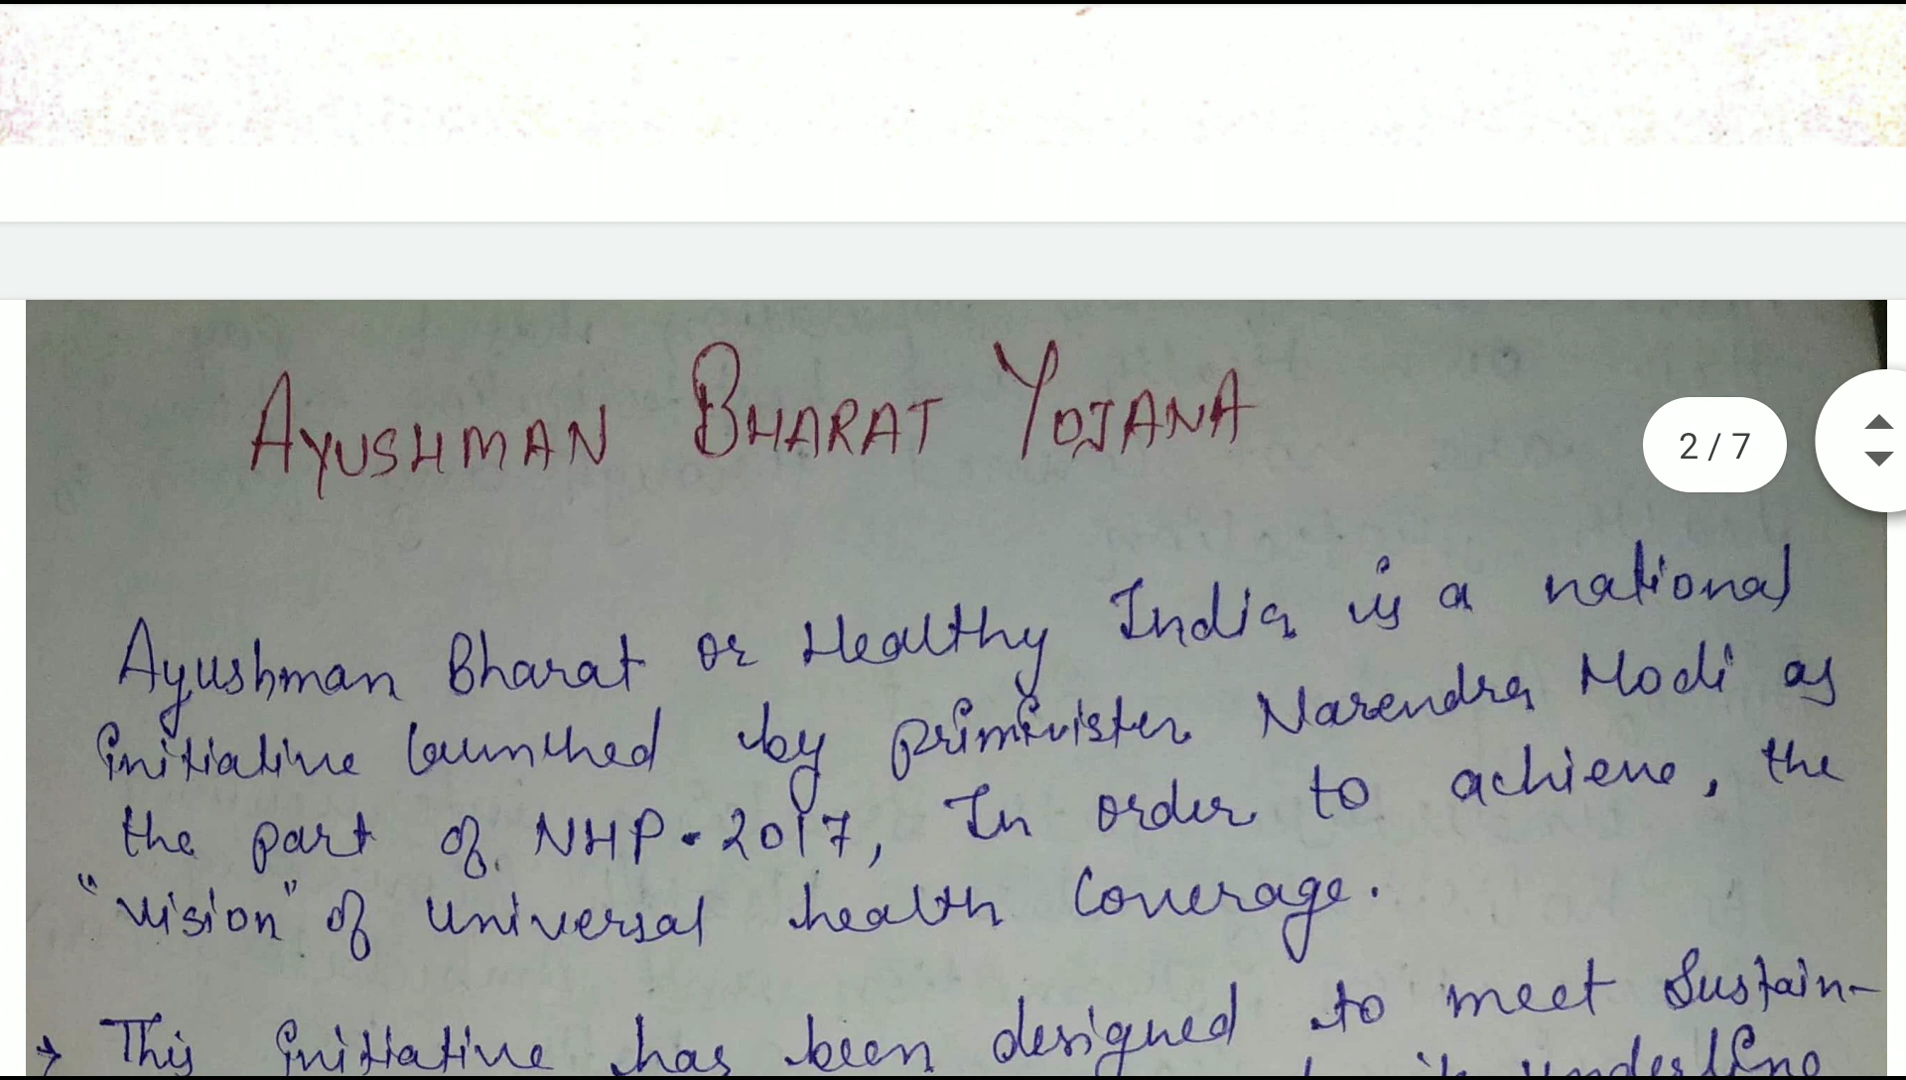 AYUSHMAN BHARAT YOJANA
2 / 7
Ayushman Bharat or Healthy India is a national
initiative launched by priminister Narendra Modi as
the part of NHP-2017, In order to achieve, the
"vision" of universal health coverage.
→ This initiative has been designed to meet Sustain-
underline